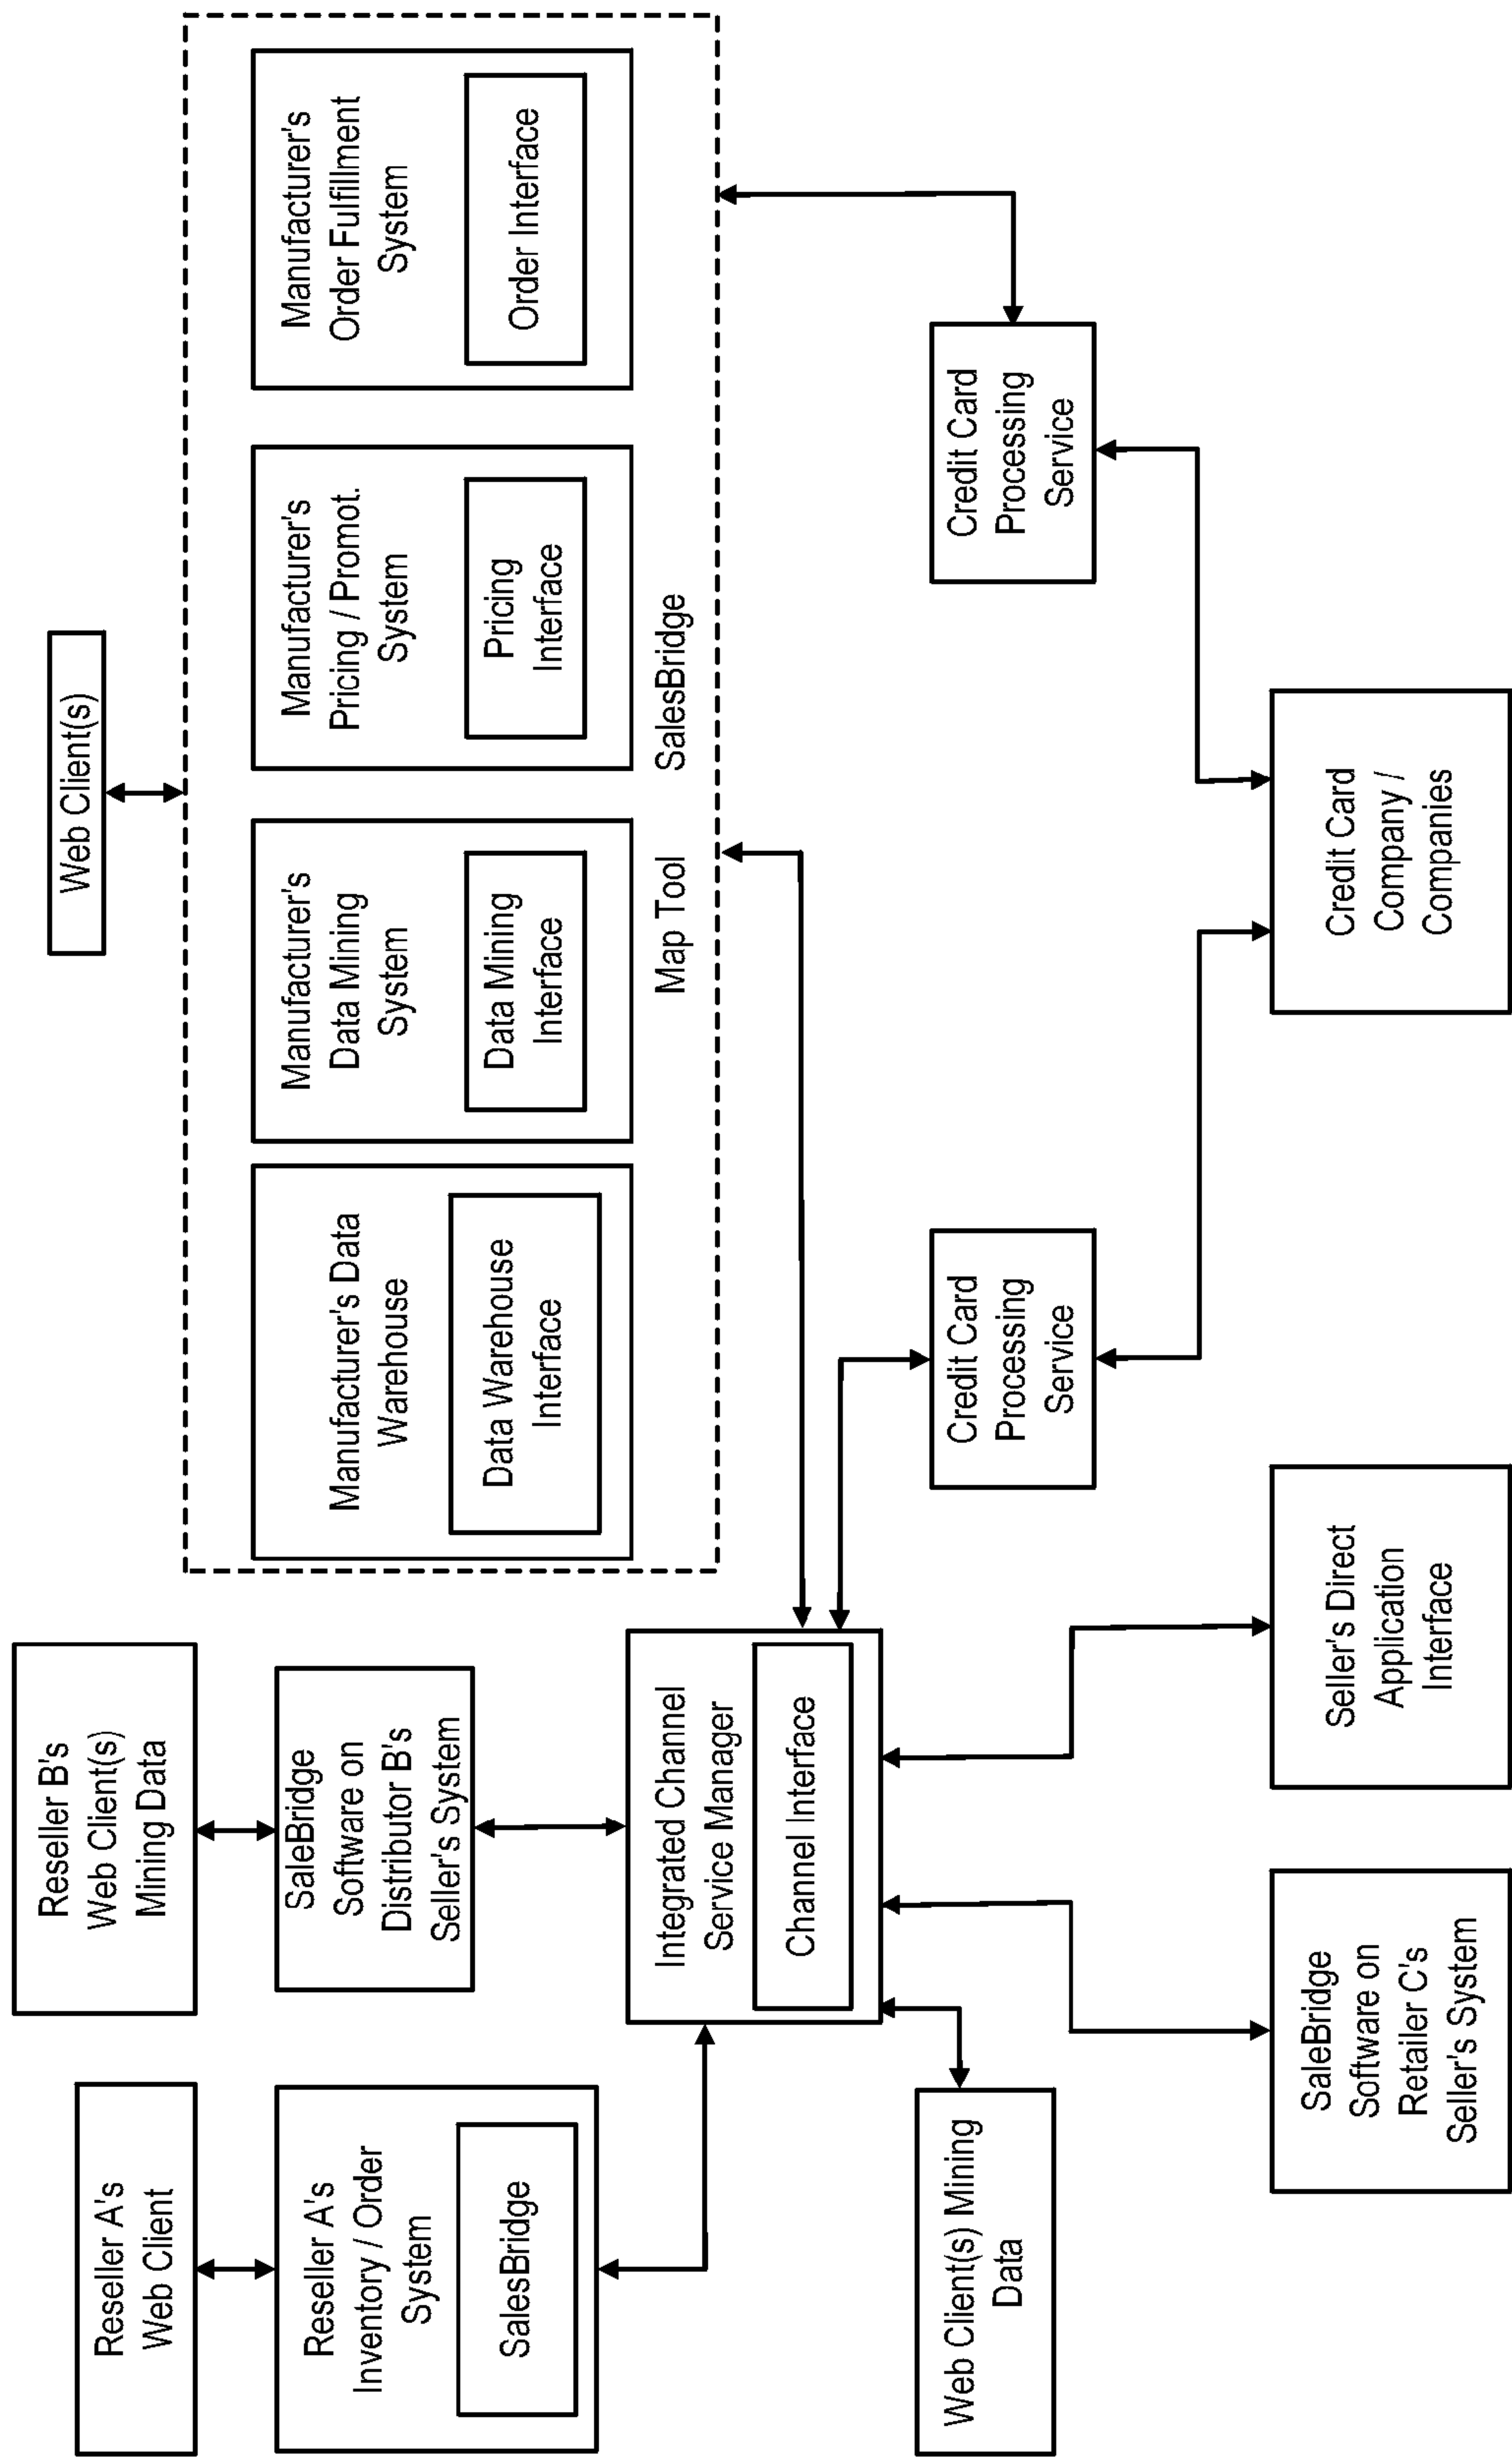 Reseller A's
Web Client
Reseller B's
Web Client(s)
Mining Data
Web Client(s)
Reseller A's
Inventory / Order
System
SalesBridge
SaleBridge
Software on
Distributor B's
Seller's System
Manufacturer's Data
Warehouse
Data Warehouse
Interface
Manufacturer's
Data Mining
System
Data Mining
Interface
Manufacturer's
Pricing / Promot.
System
Pricing
Interface
Manufacturer's
Order Fulfillment
System
Order Interface
Map Tool
SalesBridge
Integrated Channel
Service Manager
Channel Interface
Web Client(s) Mining
Data
Credit Card
Processing
Service
Credit Card
Processing
Service
SaleBridge
Software on
Retailer C's
Seller's System
Seller's Direct
Application
Interface
Credit Card
Company /
Companies